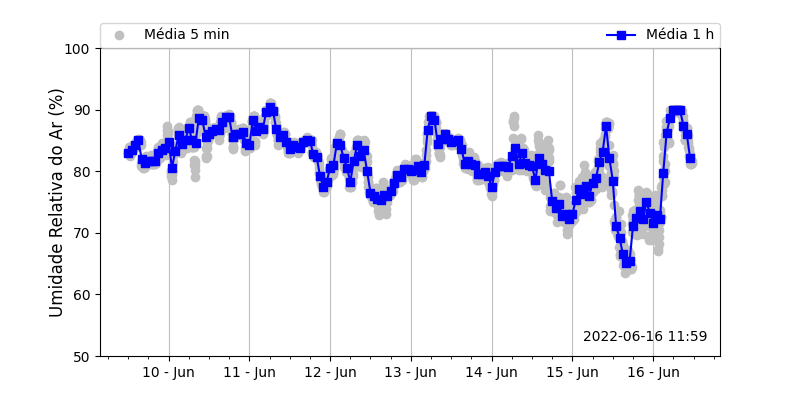 Média 5 min
Média 1 h
100
90
80
70
60
50
Umidade Relativa do Ar (%)
2022-06-16 11:59
10 - Jun
11 - Jun
12 - Jun
13 - Jun
14 - Jun
15 - Jun
16 - Jun